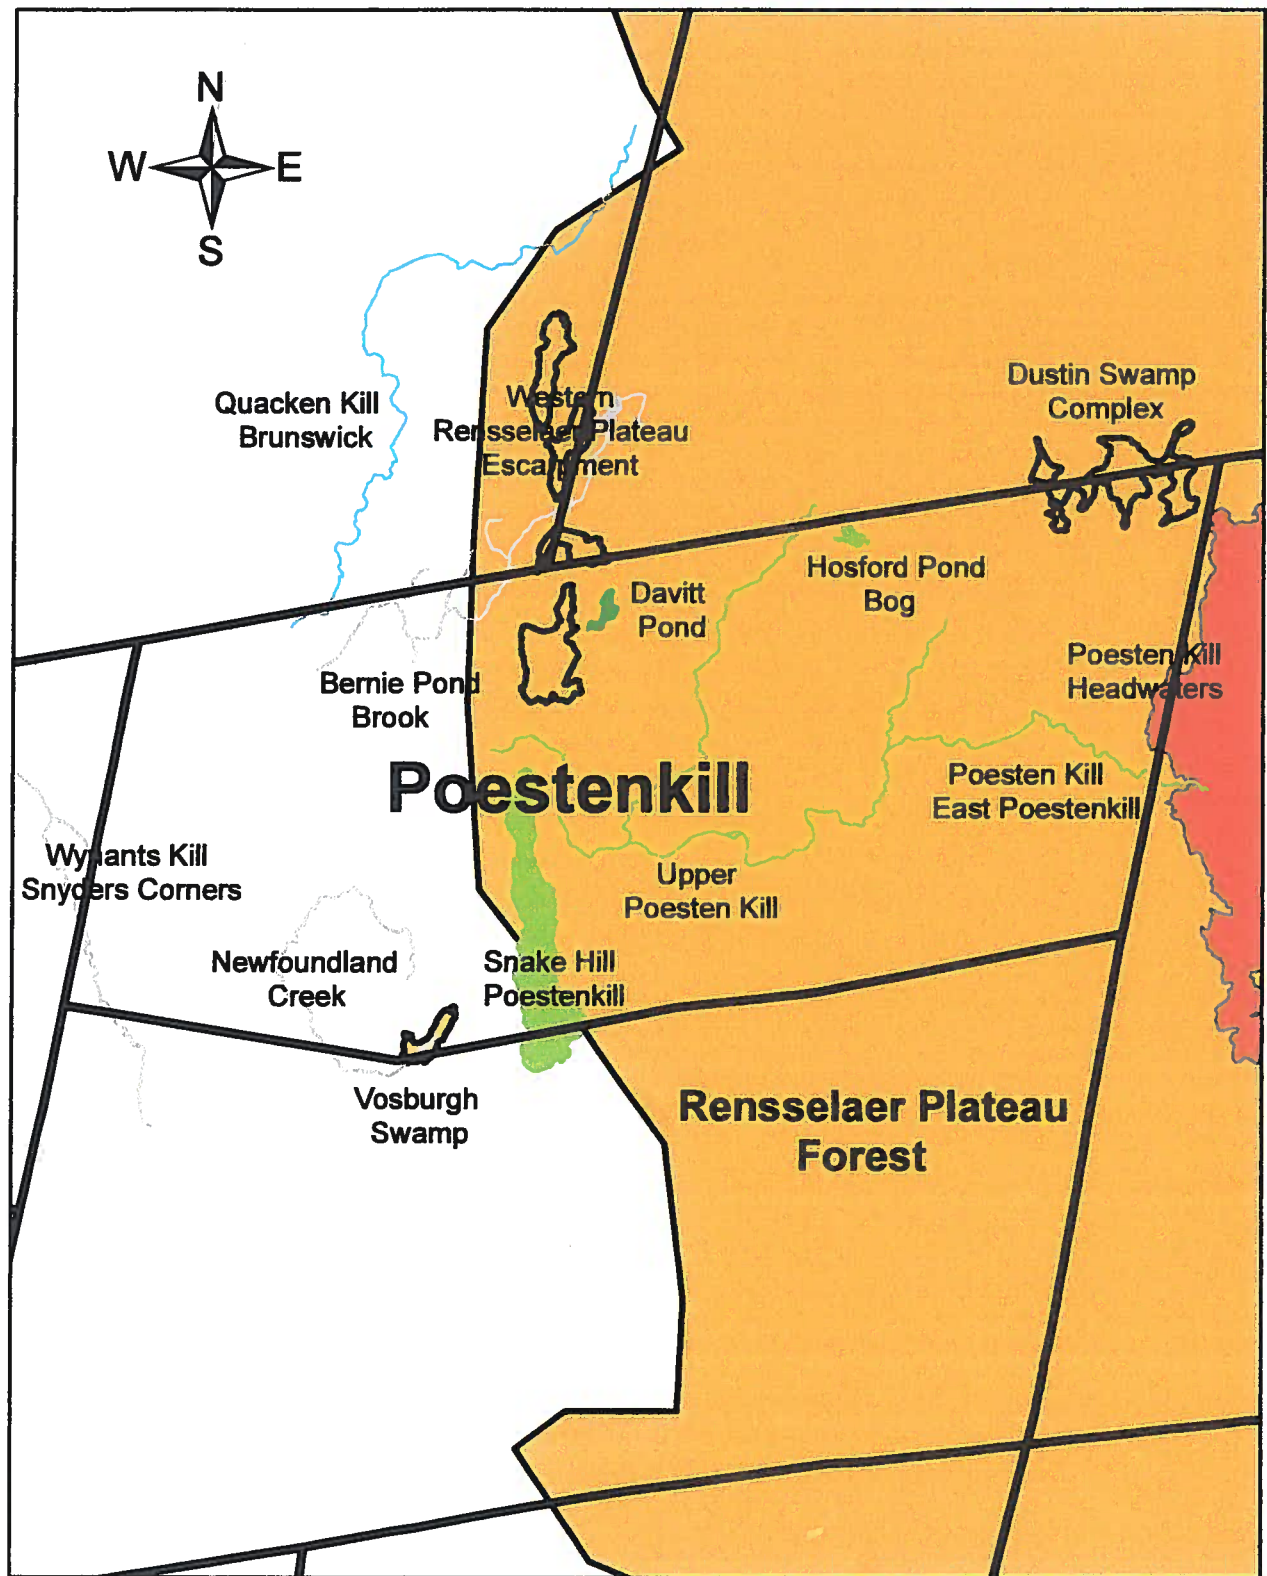 N
W E
S
Dustin Swamp
Complex
Quacken Kill
Brunswick
Western
Rensselaer Plateau
Escarpment
Hosford Pond
Bog
Davitt
Pond
Poesten Kill
Headwaters
Bernie Pond
Brook
Poestenkill
Poesten Kill
East Poestenkill
Wynants Kill
Snyders Corners
Upper
Poesten Kill
Newfoundland
Creek
Snake Hill
Poestenkill
Vosburgh
Swamp
Rensselaer Plateau
Forest